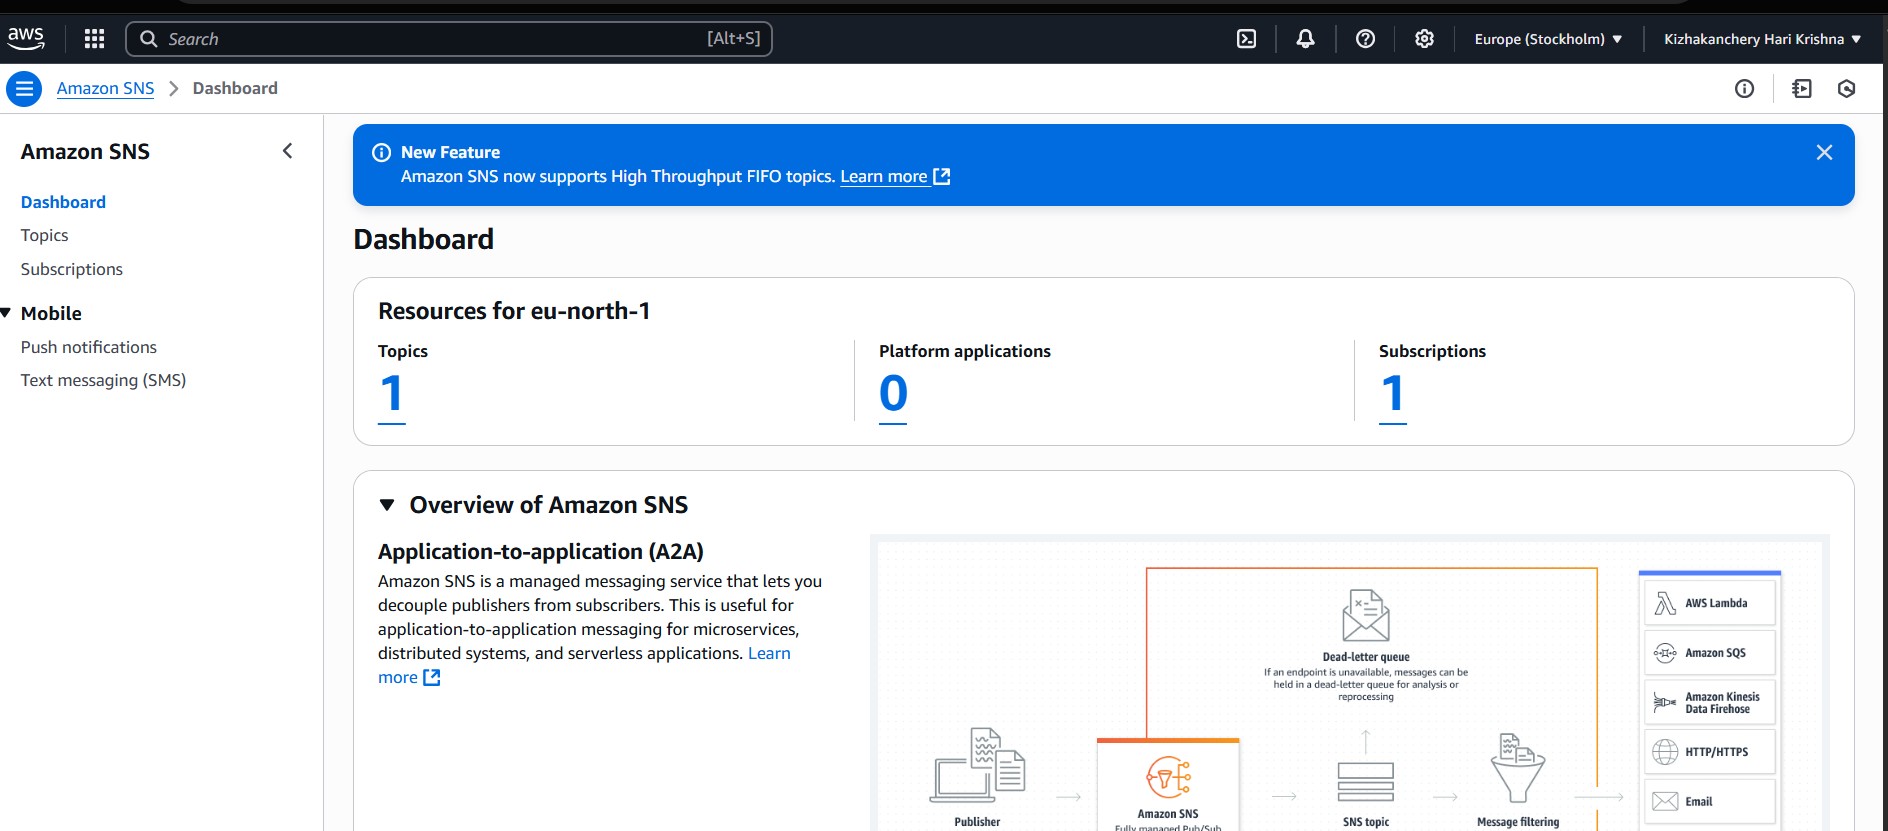 aws
Search
[Alt+S]
Europe (Stockholm)
Kizhakanchery Hari Krishna
Amazon SNS
Dashboard
Amazon SNS
Dashboard
Topics
Subscriptions
Mobile
Push notifications
Text messaging (SMS)
New Feature
Amazon SNS now supports High Throughput FIFO topics. Learn more
Dashboard
Resources for eu-north-1
Topics
1
Platform applications
0
Subscriptions
1
Overview of Amazon SNS
Application-to-application (A2A)
Amazon SNS is a managed messaging service that lets you
decouple publishers from subscribers. This is useful for
application-to-application messaging for microservices,
distributed systems, and serverless applications. Learn
more
Dead-letter queue
If an endpoint is unavailable, messages can be
held in a dead-letter queue for analysis or
reprocessing
Publisher
Amazon SNS
Fully managed Pub/Sub
SNS topic
Message filtering
AWS Lambda
Amazon SQS
Amazon Kinesis
Data Firehose
HTTP/HTTPS
Email